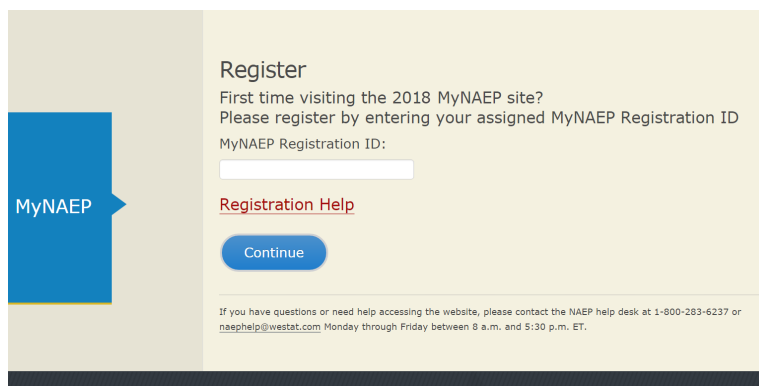 Register
First time visiting the 2018 MyNAEP site?
Please register by entering your assigned MyNAEP Registration ID
MyNAEP Registration ID:
MyNAEP
Registration Help
Continue
If you have questions or need help accessing the website, please contact the NAEP help desk at 1-800-283-6237 or
naephelp@westat.com Monday through Friday between 8 a.m. and 5:30 p.m. ET.